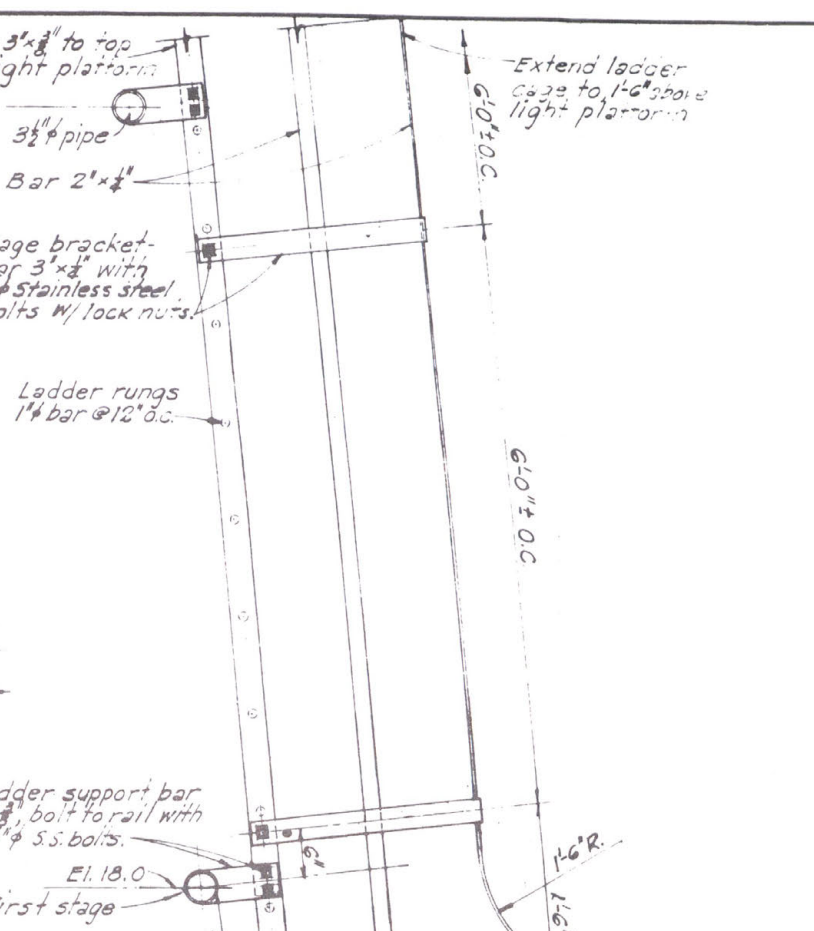 3"x3/8" to top
ight platform
3½"ϕ pipe
Bar 2"x¼"
age bracket-
ar 3"x¼" with
ϕ Stainless steel
olts W/ lock nuts.
Ladder rungs
1"ϕ bar @ 12" o.c.
dder support bar
bolt to rail with
"ϕ S.S. bolts.
El. 18.0
irst stage
Extend ladder
cage to 1'-6" above
light platform
6'-0"± O.C.
6'-0"± O.C.
6"
1'-6" R.
1'-6"